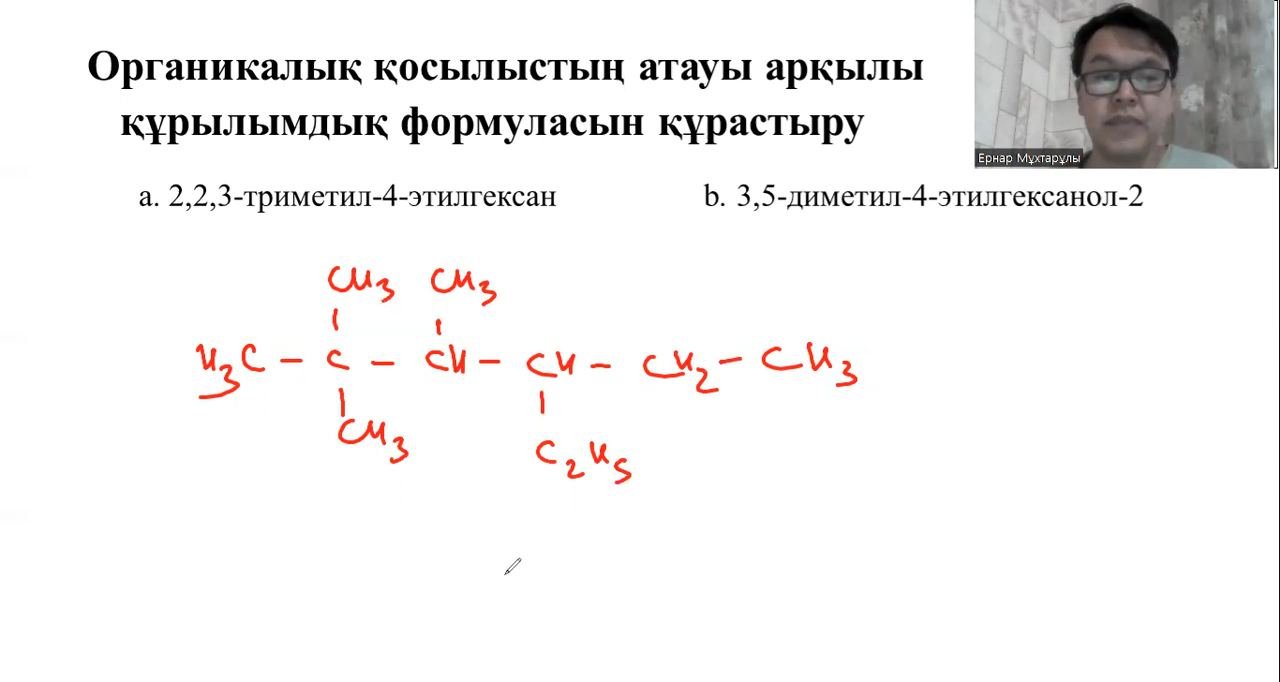 Органикалық қосылыстың атауы арқылы
құрылымдық формуласын құрастыру
Ернар Мұхтарұлы
a. 2,2,3-триметил-4-этилгексан
b. 3,5-диметил-4-этилгексанол-2
CH3 CH3
H3C - C - CH - CH - CH2 - CH3
CH3 C2H5